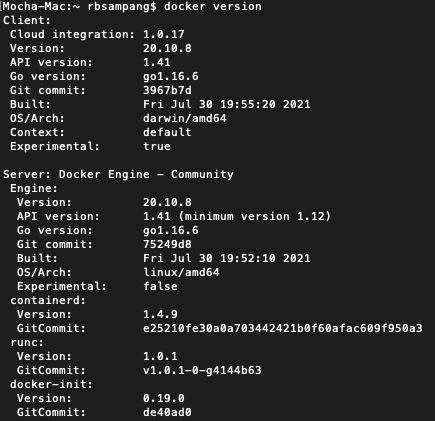 [Mocha-Mac:~ rbsampang$ docker version
Client:
 Cloud integration: 1.0.17
 Version:           20.10.8
 API version:       1.41
 Go version:        go1.16.6
 Git commit:        3967b7d
 Built:             Fri Jul 30 19:55:20 2021
 OS/Arch:           darwin/amd64
 Context:           default
 Experimental:      true

Server: Docker Engine - Community
 Engine:
  Version:          20.10.8
  API version:      1.41 (minimum version 1.12)
  Go version:       go1.16.6
  Git commit:       75249d8
  Built:            Fri Jul 30 19:52:10 2021
  OS/Arch:          linux/amd64
  Experimental:     false
 containerd:
  Version:          1.4.9
  GitCommit:        e25210fe30a0a703442421b0f60afac609f950a3
 runc:
  Version:          1.0.1
  GitCommit:        v1.0.1-0-g4144b63
 docker-init:
  Version:          0.19.0
  GitCommit:        de40ad0